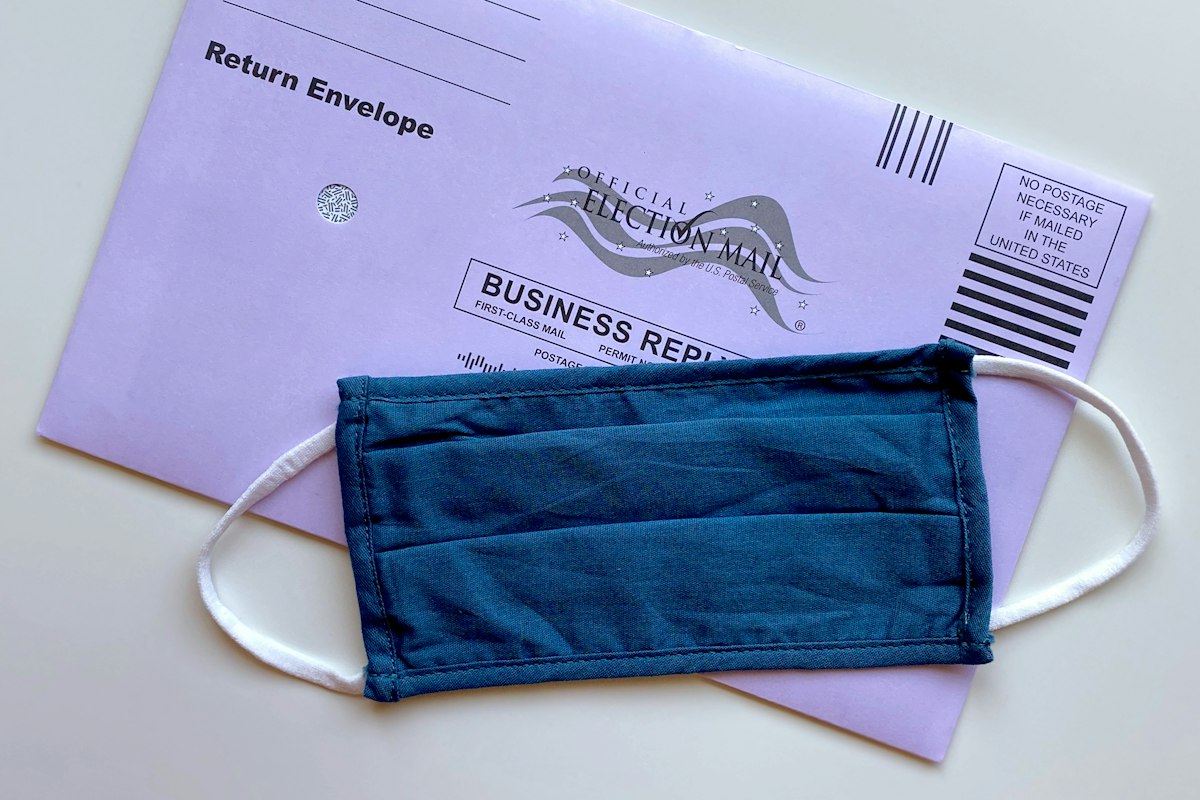 Return Envelope
OFFICIAL
ELECTION MAIL
Authorized by the U.S. Postal Service
®
NO POSTAGE
NECESSARY
IF MAILED
IN THE
UNITED STATES
BUSINESS REPLY
FIRST-CLASS MAIL
PERMIT
POSTAGE